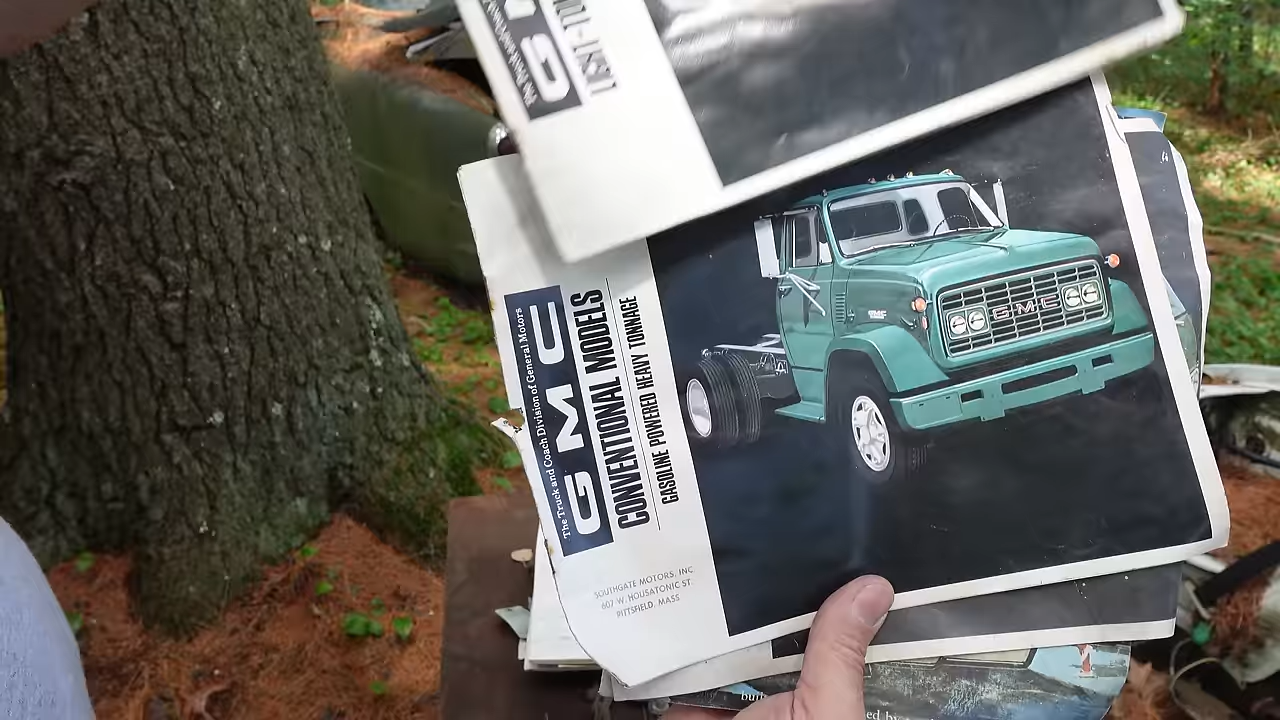 The Truck and Coach Division of General Motors
GMC
CONVENTIONAL MODELS
GASOLINE POWERED HEAVY TONNAGE
SOUTHGATE MOTORS, INC
607 W. HOUSATONIC ST.
PITTSFIELD, MASS
GMC
GMC